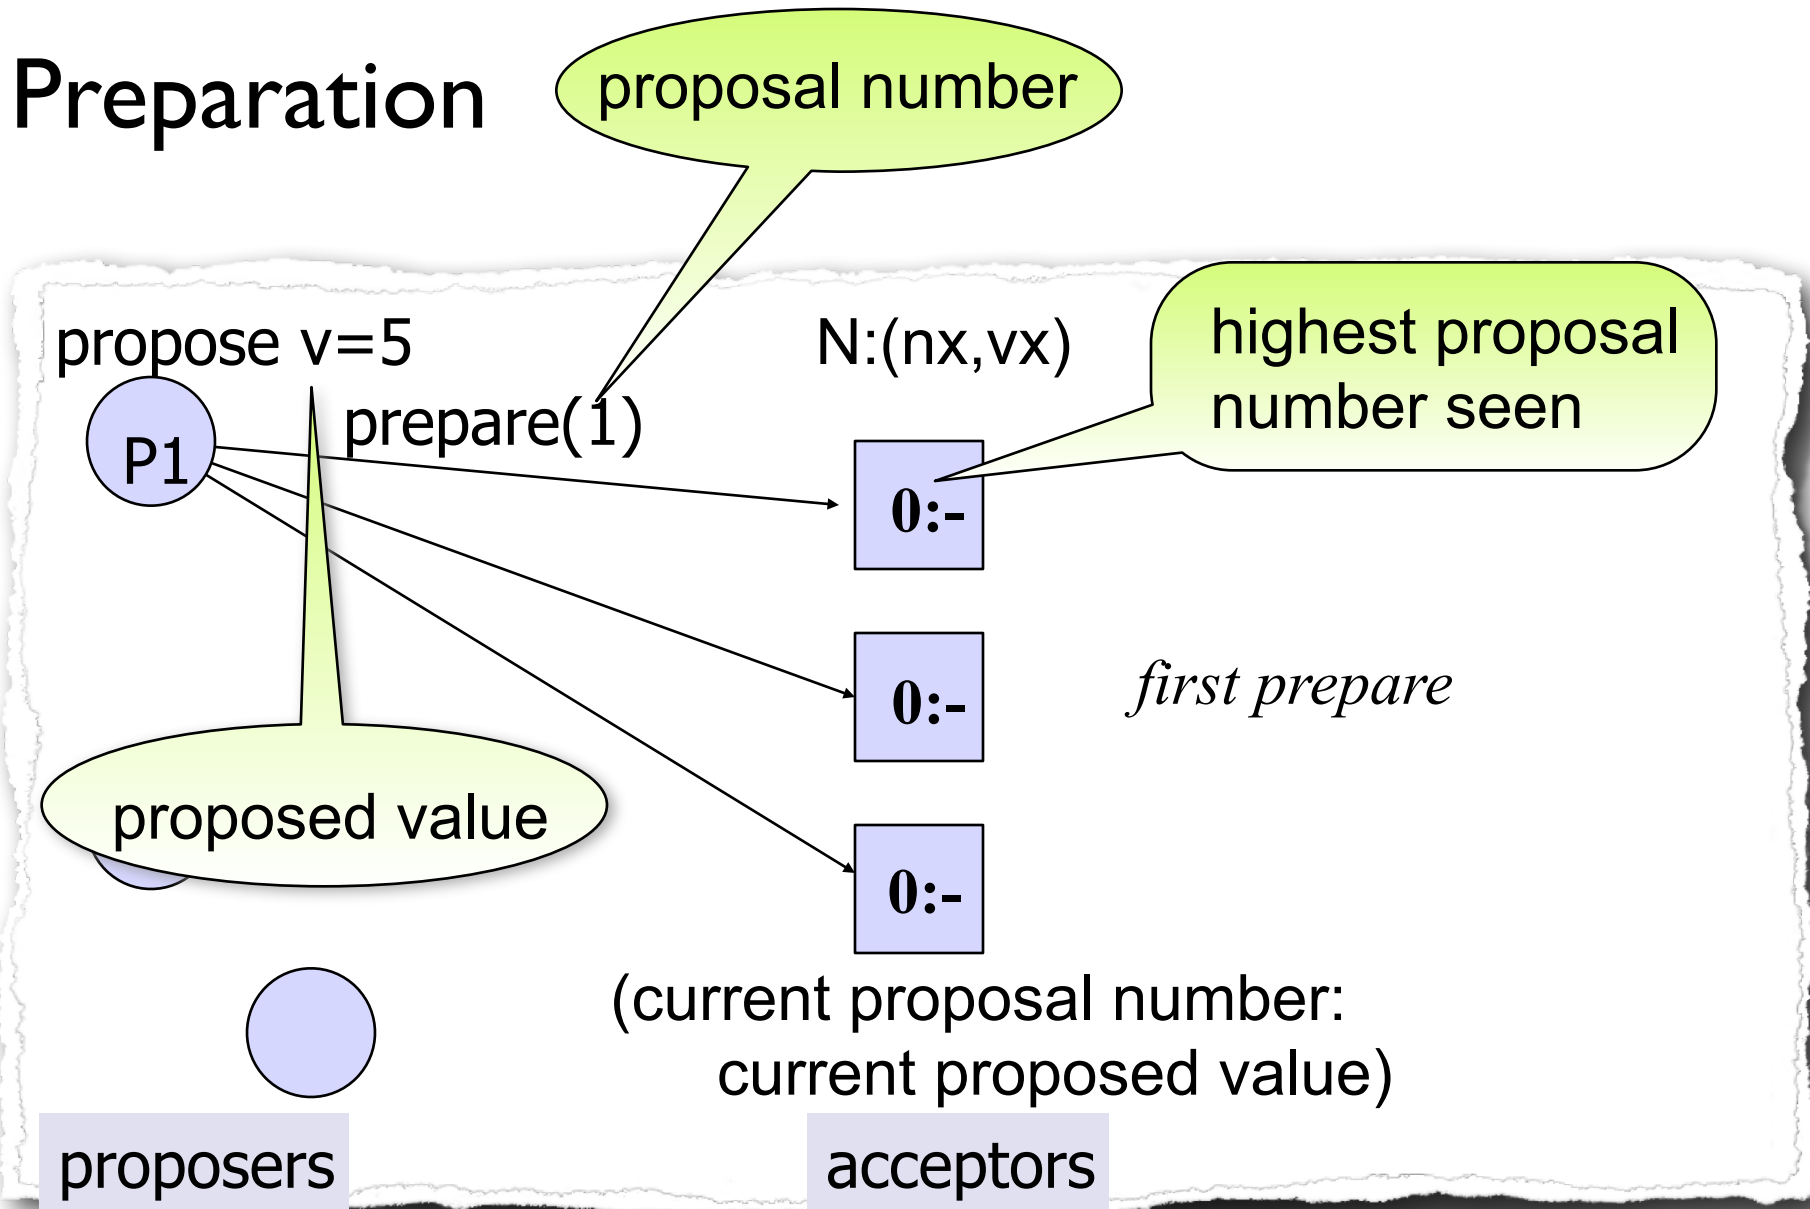 Preparation
proposal number
propose v=5
N:(nx,vx)
highest proposal
number seen
prepare(1)
P1
0:-
first prepare
0:-
proposed value
0:-
(current proposal number:
current proposed value)
proposers
acceptors